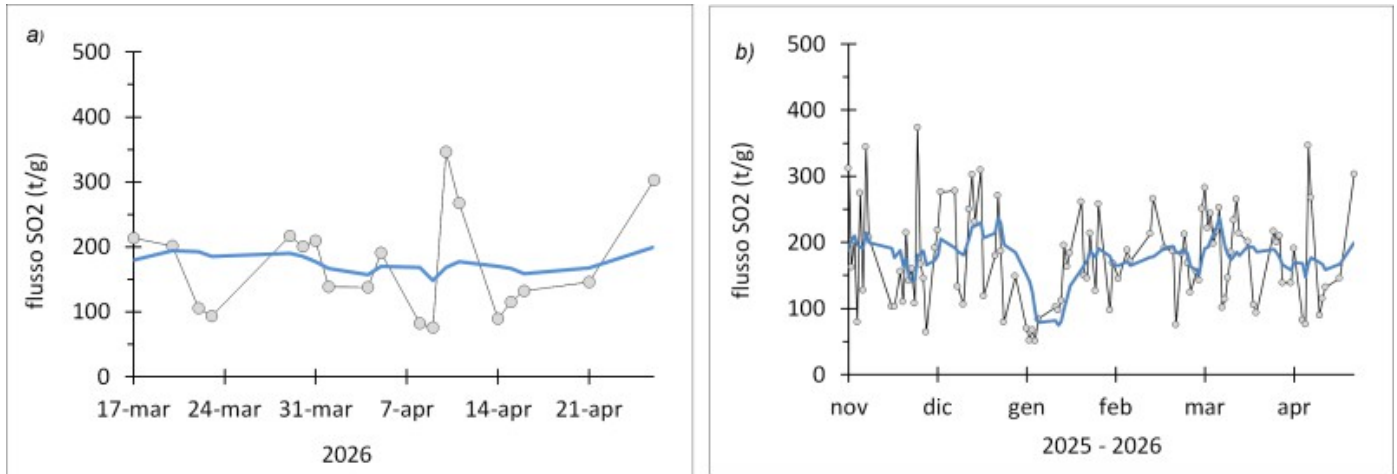 a)
500
400
300
200
100
0
flusso SO2 (t/g)
17-mar 24-mar 31-mar 7-apr 14-apr 21-apr
2026
b)
500
400
300
200
100
0
flusso SO2 (t/g)
nov dic gen feb mar apr
2025 - 2026